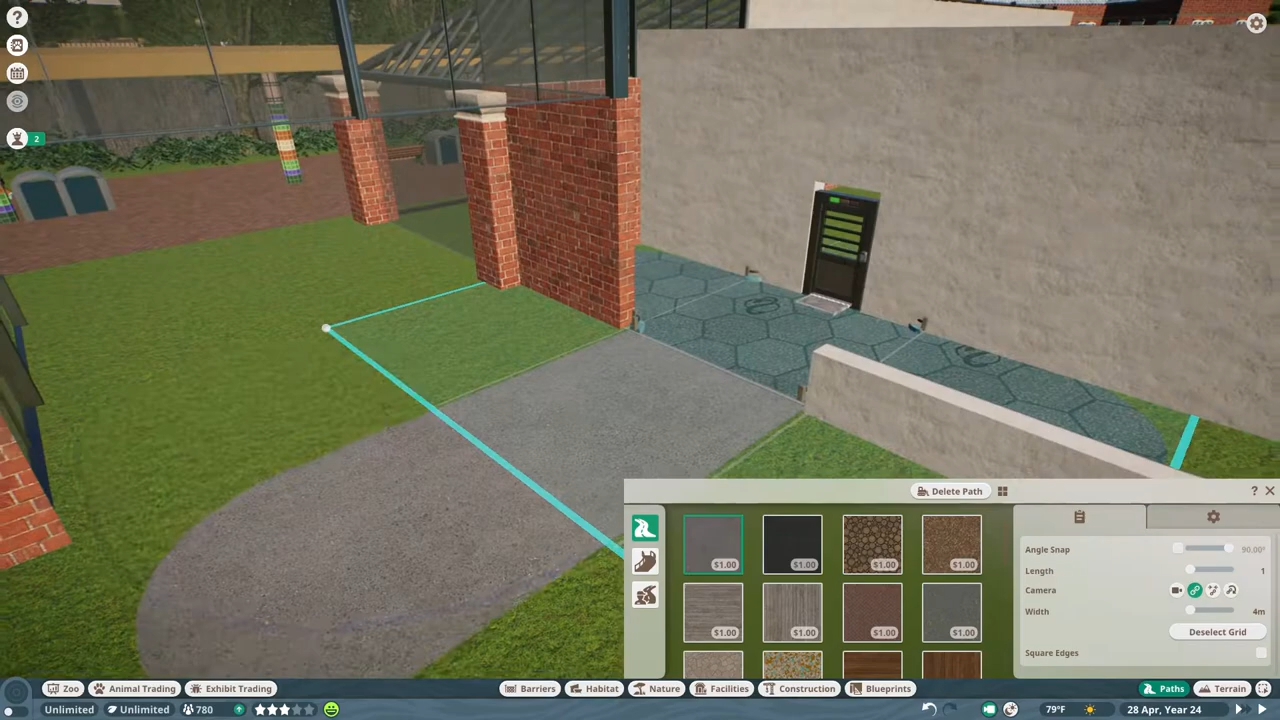 ?
2
Delete Path
?
$1.00 $1.00 $1.00 $1.00
$1.00 $1.00 $1.00 $1.00
Angle Snap 90.00°
Length 1
Camera
Width 4m
Deselect Grid
Square Edges
Zoo Animal Trading Exhibit Trading Barriers Habitat Nature Facilities Construction Blueprints Paths Terrain
Unlimited Unlimited 780 79°F 28 Apr, Year 24